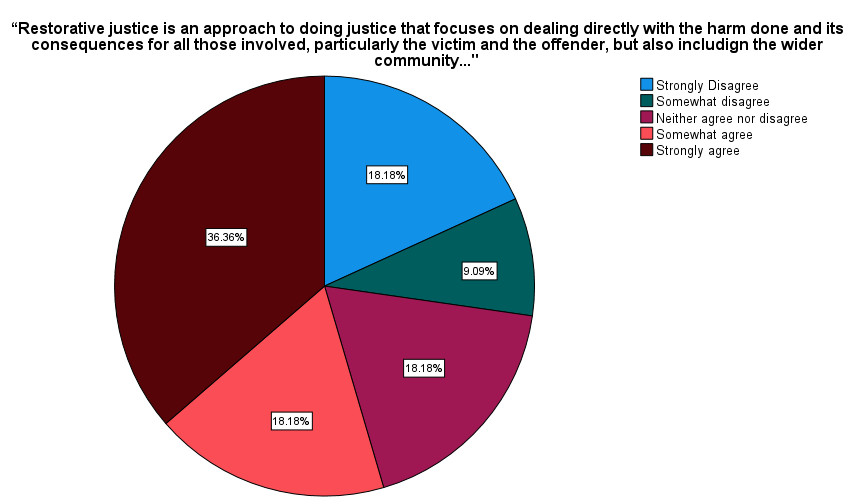 “Restorative justice is an approach to doing justice that focuses on dealing directly with the harm done and its
consequences for all those involved, particularly the victim and the offender, but also includign the wider
community..."
Strongly Disagree
Somewhat disagree
Neither agree nor disagree
Somewhat agree
Strongly agree
18.18%
36.36%
9.09%
18.18%
18.18%